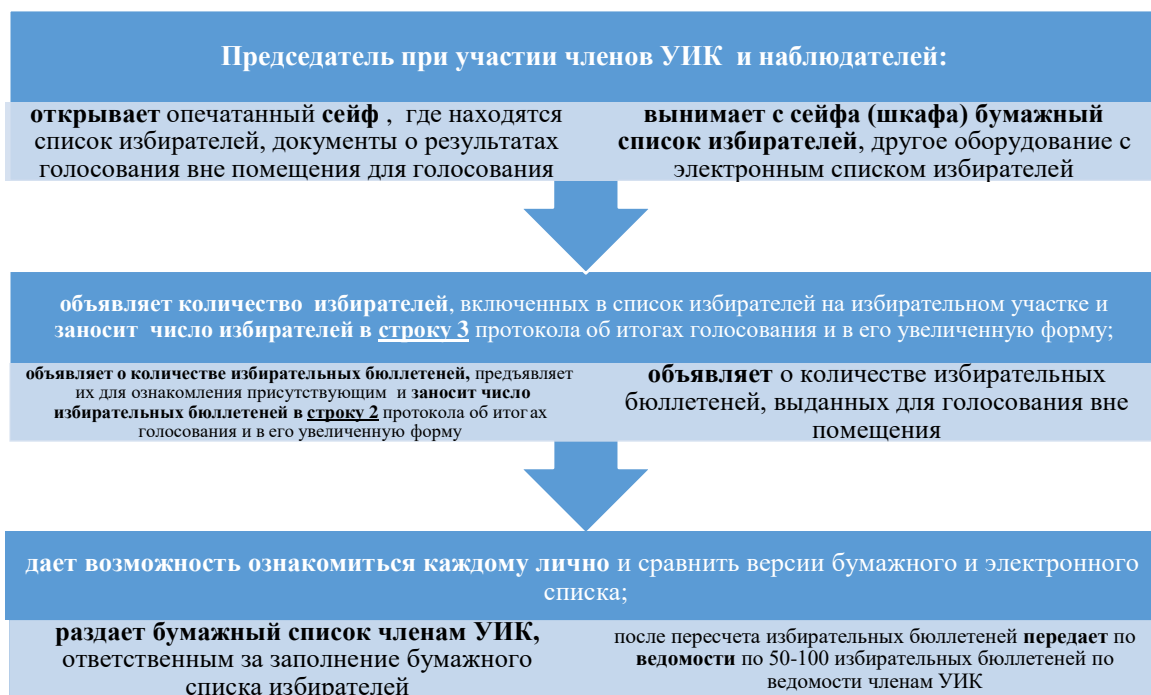 Председатель при участии членов УИК и наблюдателей:
открывает опечатанный сейф , где находятся
список избирателей, документы о результатах
голосования вне помещения для голосования
вынимает с сейфа (шкафа) бумажный
список избирателей, другое оборудование с
электронным списком избирателей
объявляет количество избирателей, включенных в список избирателей на избирательном участке и
заносит число избирателей в строку 3 протокола об итогах голосования и в его увеличенную форму;
объявляет о количестве избирательных бюллетеней, предъявляет
их для ознакомления присутствующим и заносит число
избирательных бюллетеней в строку 2 протокола об итогах
голосования и в его увеличенную форму
объявляет о количестве избирательных
бюллетеней, выданных для голосования вне
помещения
дает возможность ознакомиться каждому лично и сравнить версии бумажного и электронного
списка;
раздает бумажный список членам УИК,
ответственным за заполнение бумажного
списка избирателей
после пересчета избирательных бюллетеней передает по
ведомости по 50-100 избирательных бюллетеней по
ведомости членам УИК